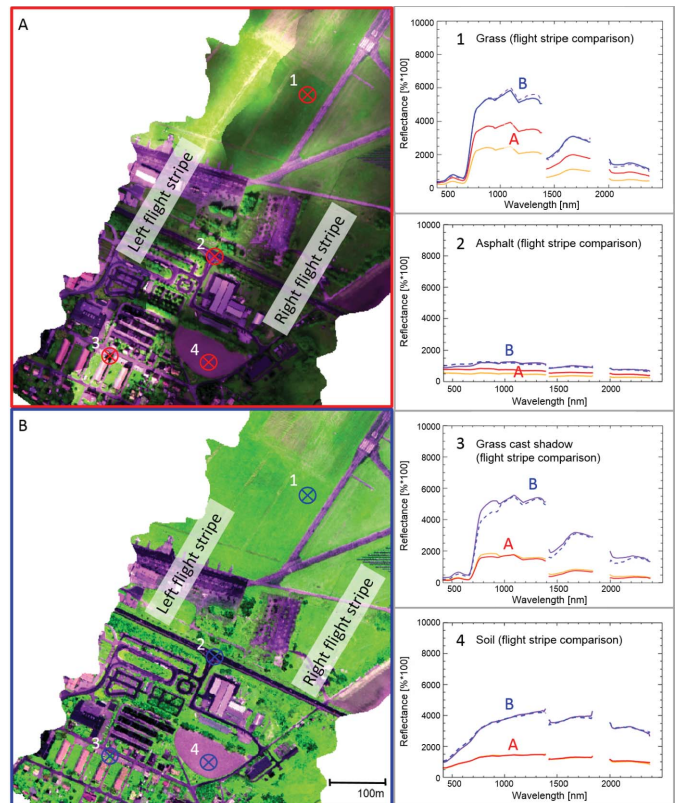 A
1
Left flight stripe
2
Right flight stripe
3
4
B
1
Left flight stripe
Right flight stripe
2
3
4
100m
1 Grass (flight stripe comparison)
10000
8000
6000
4000
2000
0
Reflectance [%*100]
B
A
500
1000
1500
2000
Wavelength [nm]
2 Asphalt (flight stripe comparison)
10000
8000
6000
4000
2000
0
Reflectance [%*100]
B
A
500
1000
1500
2000
Wavelength [nm]
3 Grass cast shadow
(flight stripe comparison)
10000
8000
6000
4000
2000
0
Reflectance [%*100]
B
A
500
1000
1500
2000
Wavelength [nm]
4 Soil (flight stripe comparison)
10000
8000
6000
4000
2000
0
Reflectance [%*100]
B
A
500
1000
1500
2000
Wavelength [nm]